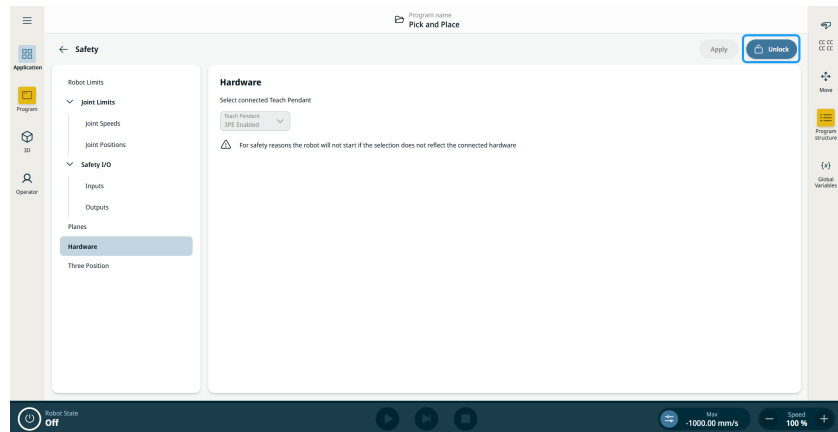 Program name
Pick and Place
Safety
Apply
Unlock
Application
Program
3D
Operator
Robot Limits
Joint Limits
Joint Speeds
Joint Positions
Safety I/O
Inputs
Outputs
Planes
Hardware
Three Position
Hardware
Select connected Teach Pendant
Teach Pendant
3PE Enabled
For safety reasons the robot will not start if the selection does not reflect the connected hardware
CC CC
CC CC
Move
Program
structure
{x}
Global
Variables
Robot State
Off
Max
-1000.00 mm/s
Speed
100 %